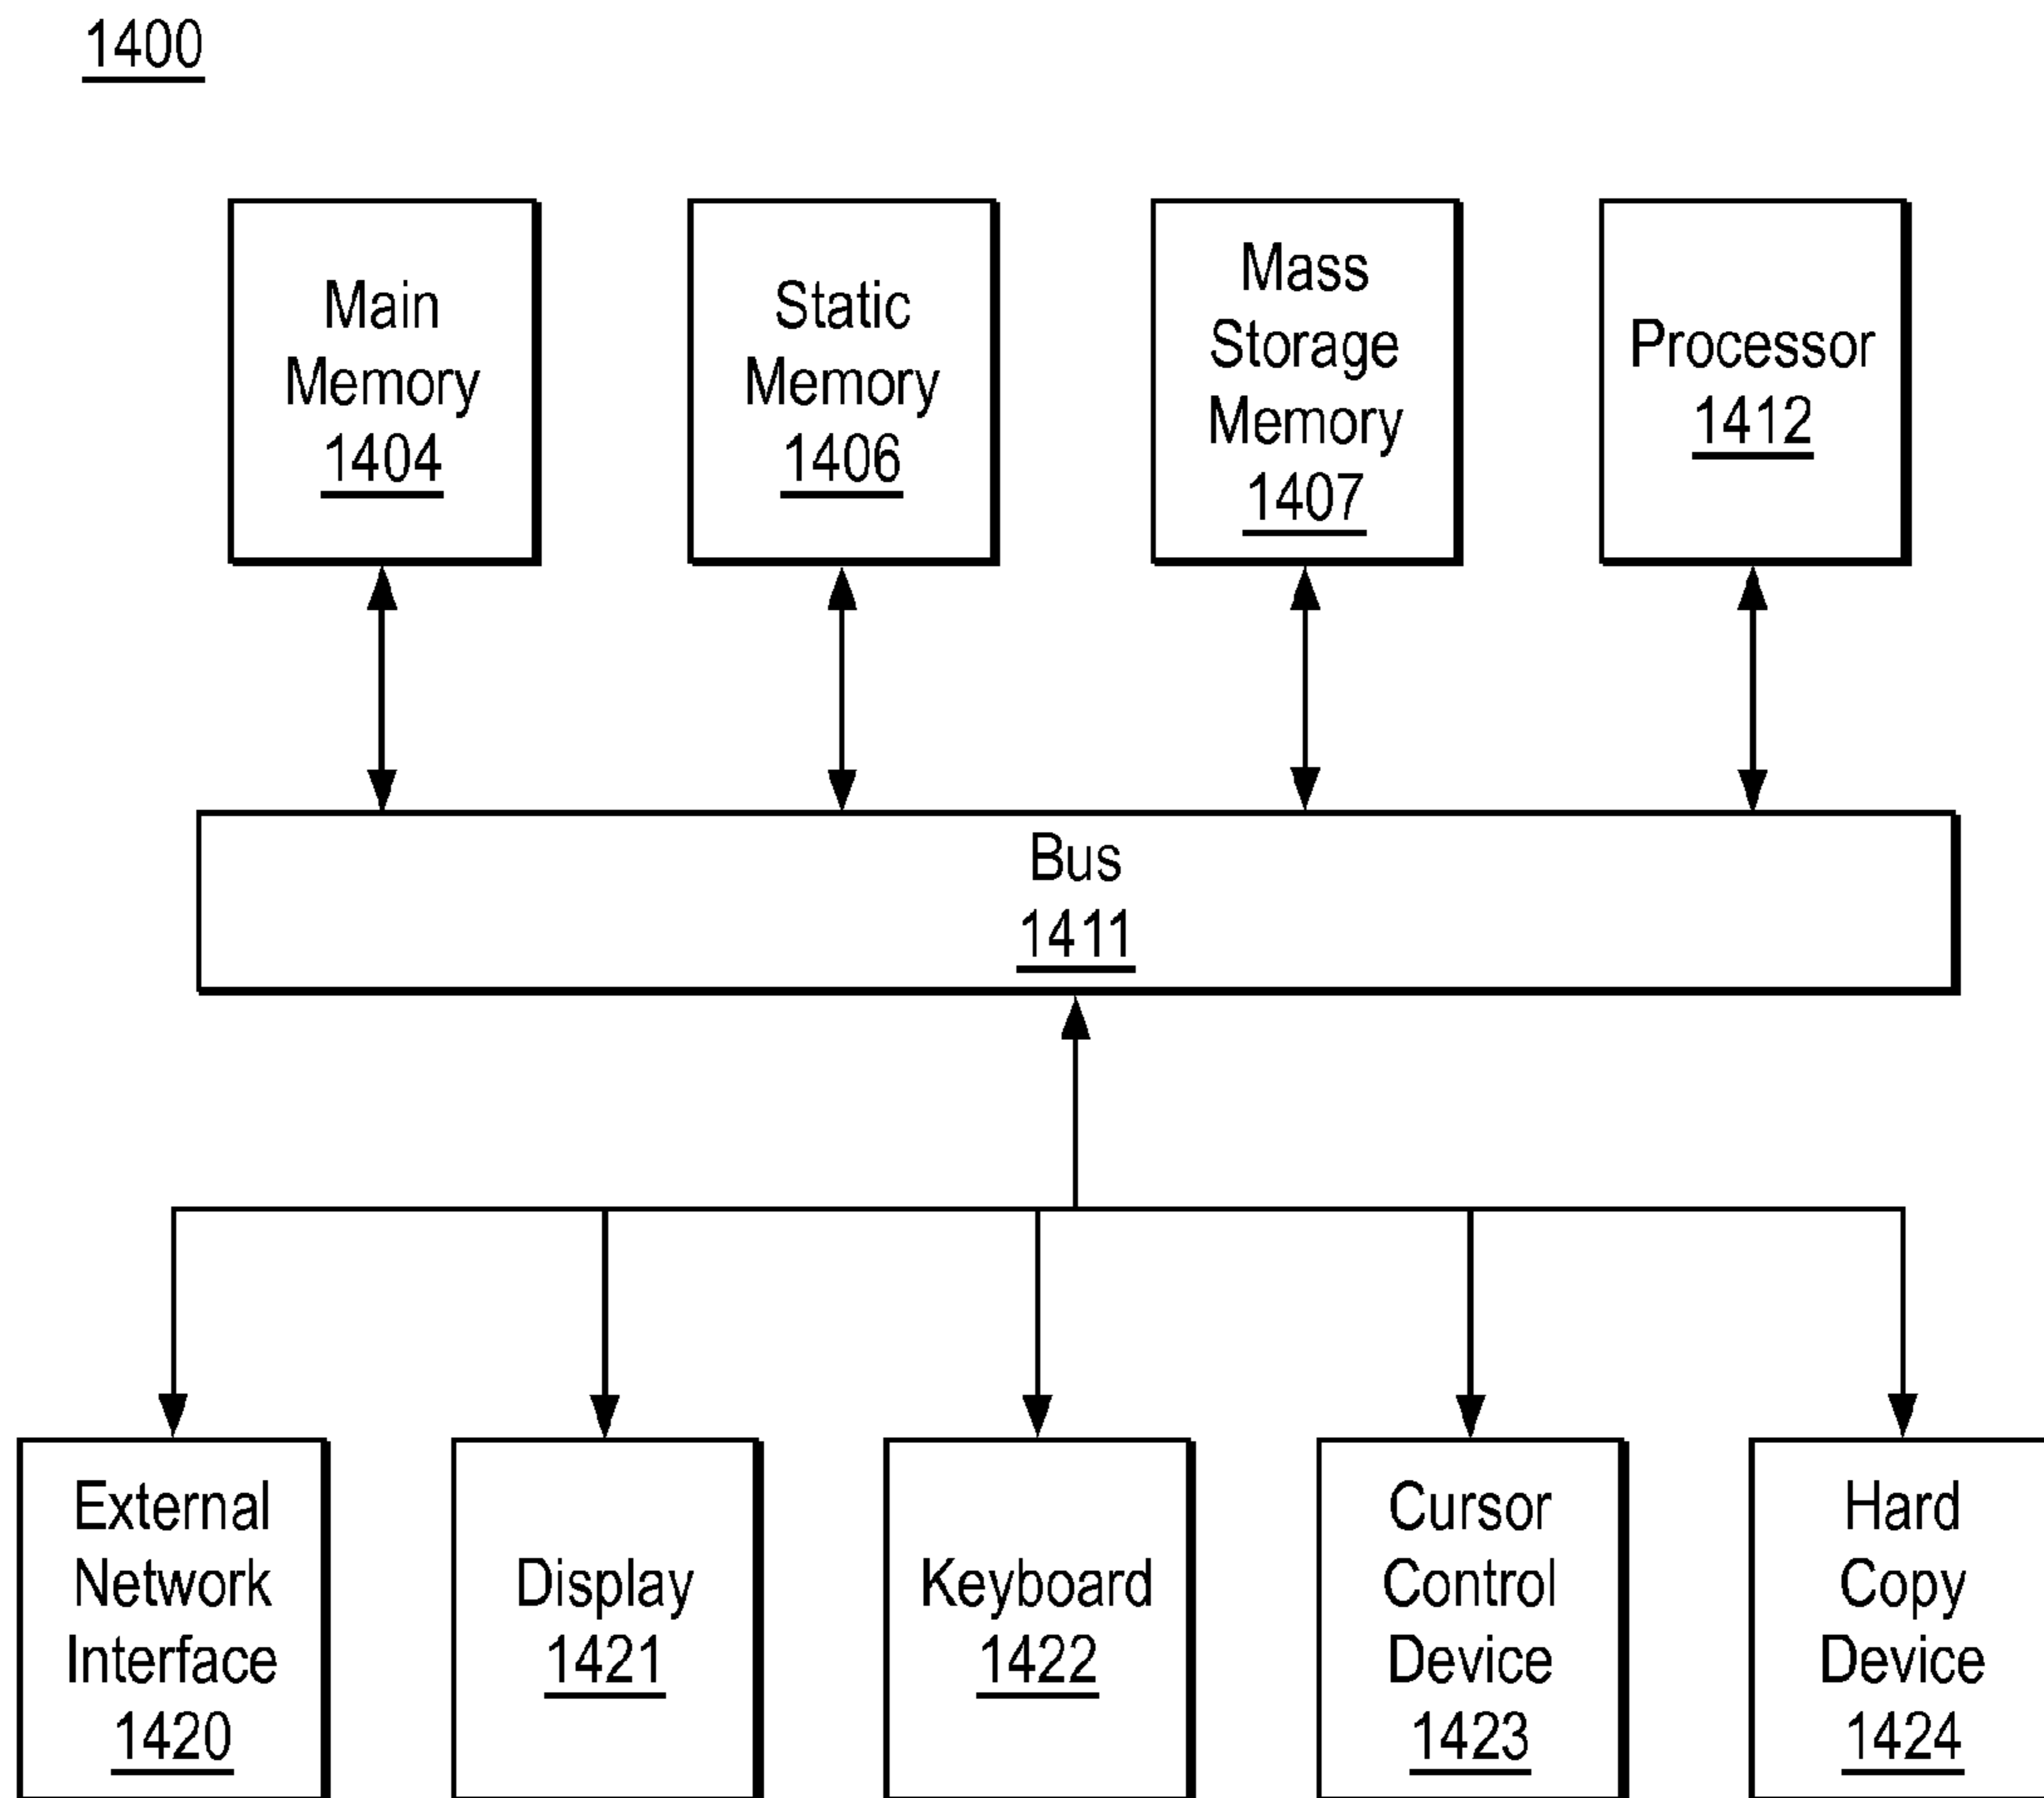 1400
Main
Memory
1404
Static
Memory
1406
Mass
Storage
Memory
1407
Processor
1412
Bus
1411
External
Network
Interface
1420
Display
1421
Keyboard
1422
Cursor
Control
Device
1423
Hard
Copy
Device
1424